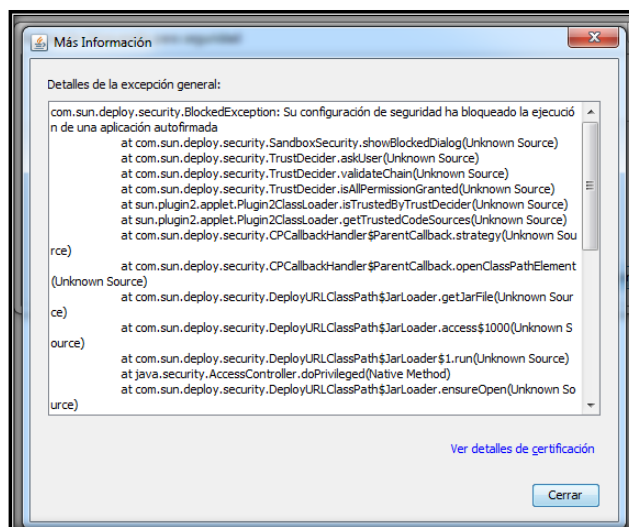 seguridad
Más Información
Detalles de la excepción general:
com.sun.deploy.security.BlockedException: Su configuración de seguridad ha bloqueado la ejecució
n de una aplicación autofirmada
at com.sun.deploy.security.SandboxSecurity.showBlockedDialog(Unknown Source)
at com.sun.deploy.security.TrustDecider.askUser(Unknown Source)
at com.sun.deploy.security.TrustDecider.validateChain(Unknown Source)
at com.sun.deploy.security.TrustDecider.isAllPermissionGranted(Unknown Source)
at sun.plugin2.applet.Plugin2ClassLoader.isTrustedByTrustDecider(Unknown Source)
at sun.plugin2.applet.Plugin2ClassLoader.getTrustedCodeSources(Unknown Source)
at com.sun.deploy.security.CPCallbackHandler$ParentCallback.strategy(Unknown Sou
rce)
at com.sun.deploy.security.CPCallbackHandler$ParentCallback.openClassPathElement
(Unknown Source)
at com.sun.deploy.security.DeployURLClassPath$JarLoader.getJarFile(Unknown Sour
ce)
at com.sun.deploy.security.DeployURLClassPath$JarLoader.access$1000(Unknown S
ource)
at com.sun.deploy.security.DeployURLClassPath$JarLoader$1.run(Unknown Source)
at java.security.AccessController.doPrivileged(Native Method)
at com.sun.deploy.security.DeployURLClassPath$JarLoader.ensureOpen(Unknown So
urce)
Ver detalles de certificación
Cerrar